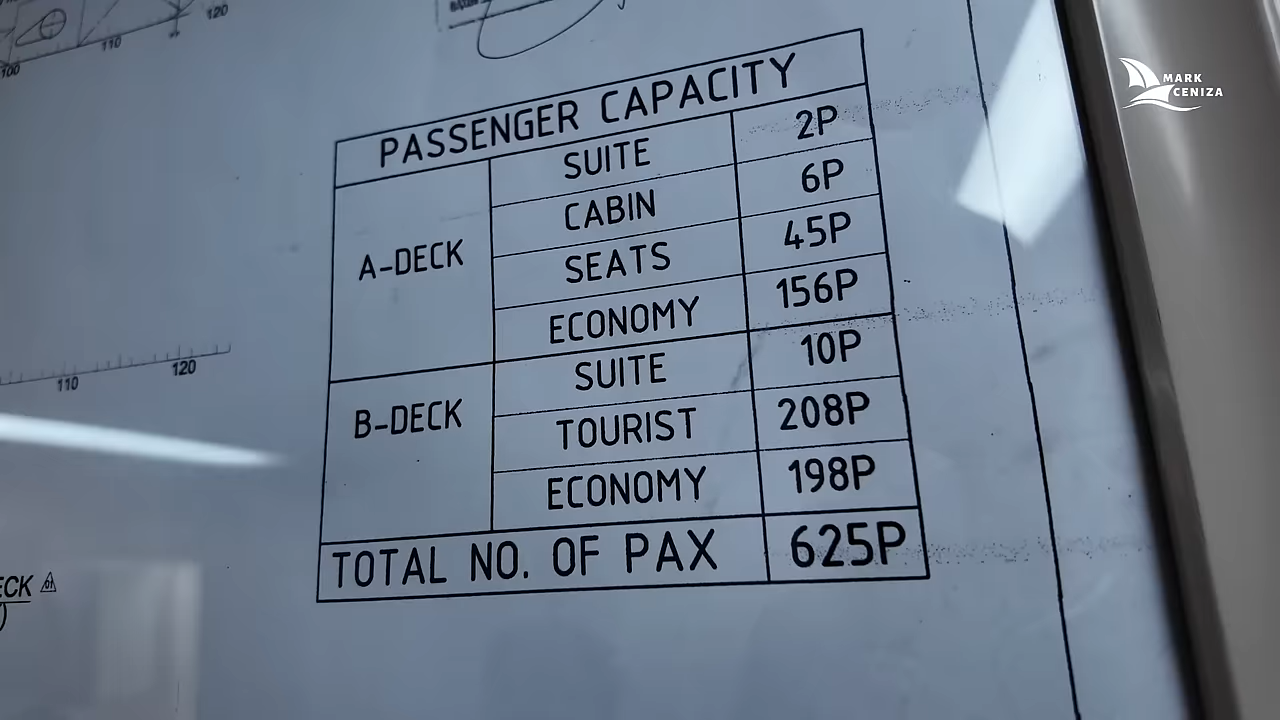 120
110
100
MARK
CENIZA
PASSENGER CAPACITY
A-DECK
SUITE 2P
CABIN 6P
SEATS 45P
ECONOMY 156P
B-DECK
SUITE 10P
TOURIST 208P
ECONOMY 198P
TOTAL NO. OF PAX 625P
110 120
ECK